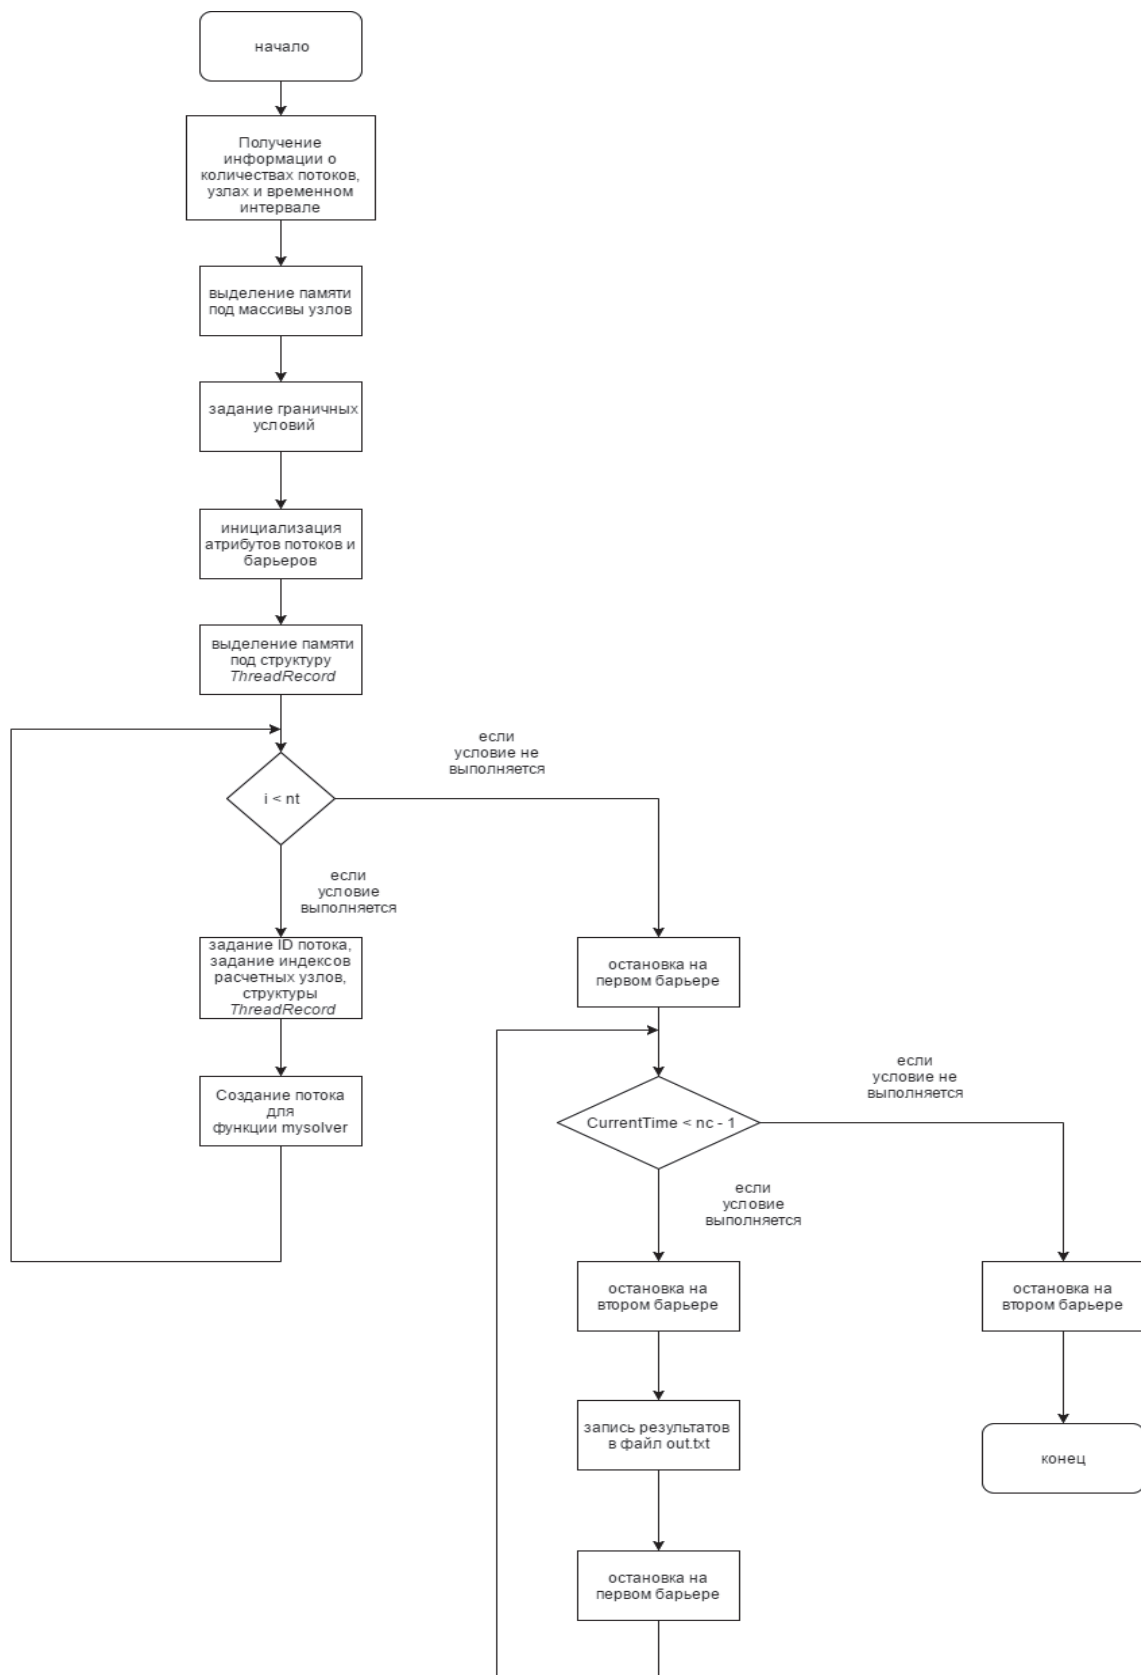 начало
Получение
информации о
количествах потоков,
узлах и временном
интервале
выделение памяти
под массивы узлов
задание граничных
условий
инициализация
атрибутов потоков и
барьеров
выделение памяти
под структуру
ThreadRecord
если
условие не
выполняется
i < nt
если
условие
выполняется
задание ID потока,
задание индексов
расчетных узлов,
структуры
ThreadRecord
Создание потока
для
функции mysolver
остановка на
первом барьере
если
условие не
выполняется
CurrentTime < nc - 1
если
условие
выполняется
остановка на
втором барьере
остановка на
втором барьере
запись результатов
в файл out.txt
конец
остановка на
первом барьере